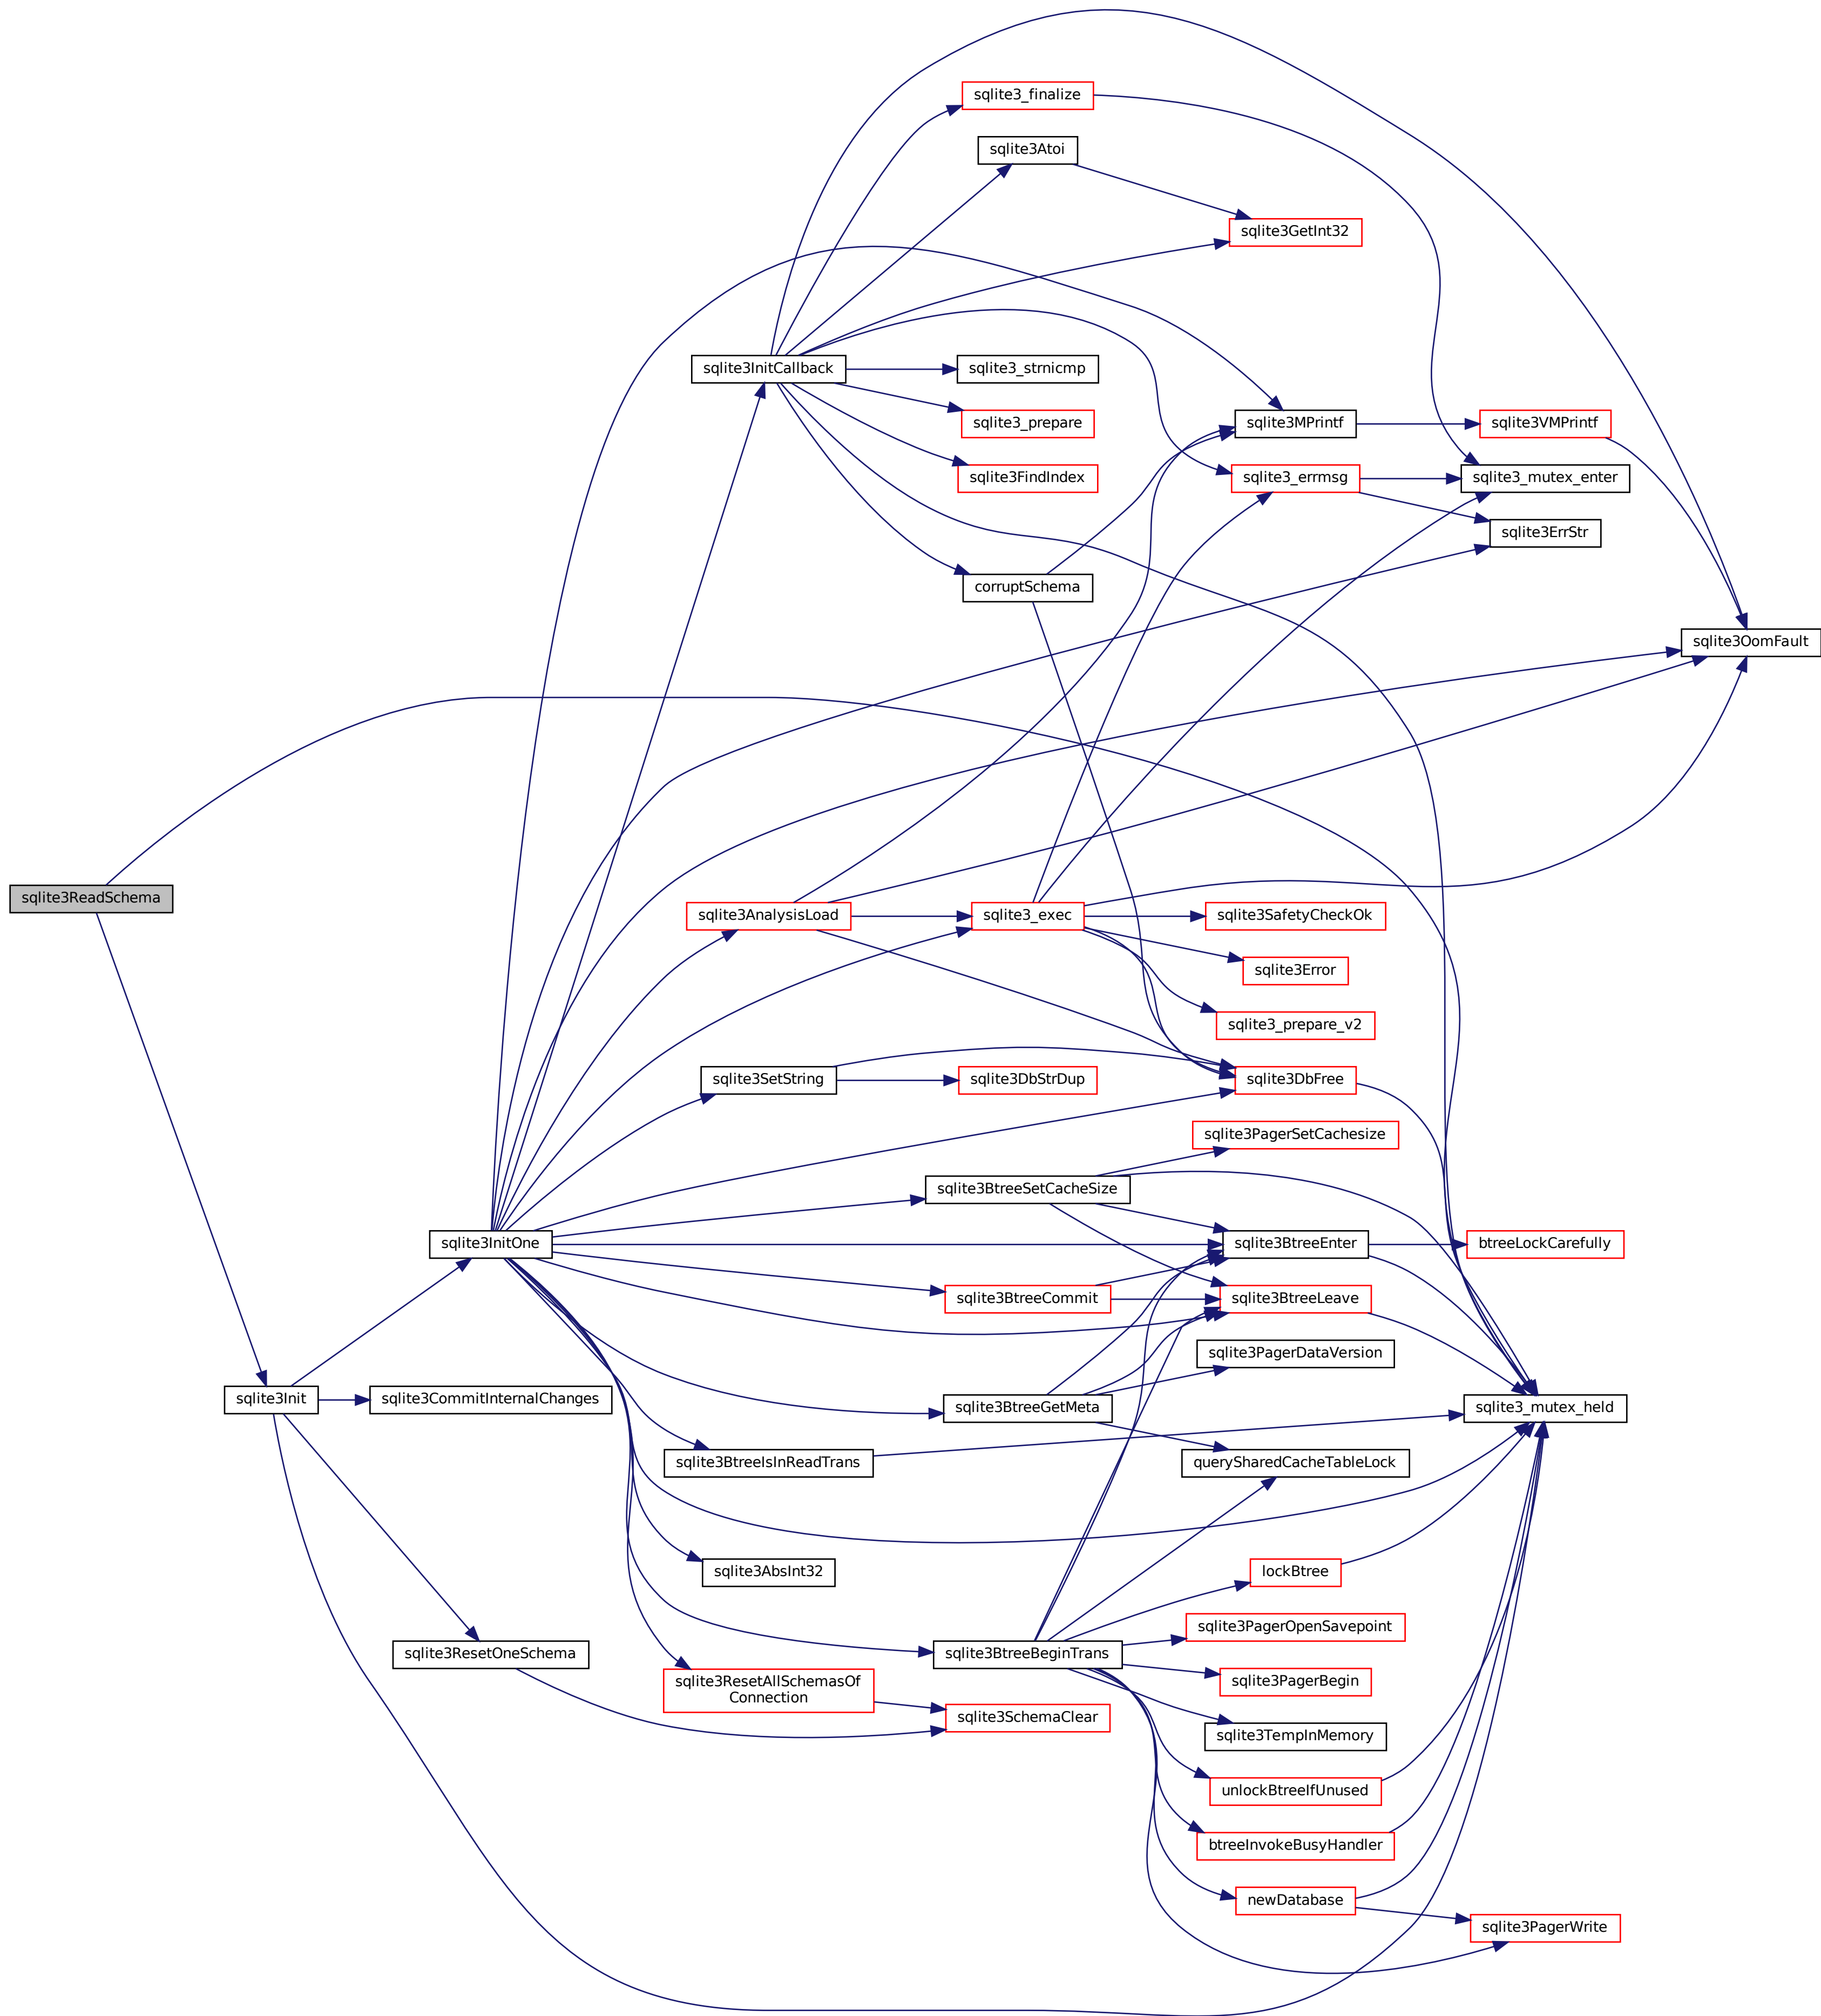 sqlite3_finalize
sqlite3Atoi
sqlite3GetInt32
sqlite3InitCallback
sqlite3_strnicmp
sqlite3_prepare
sqlite3MPrintf
sqlite3VMPrintf
sqlite3FindIndex
sqlite3_errmsg
sqlite3_mutex_enter
sqlite3ErrStr
corruptSchema
sqlite3OomFault
sqlite3ReadSchema
sqlite3AnalysisLoad
sqlite3_exec
sqlite3SafetyCheckOk
sqlite3Error
sqlite3_prepare_v2
sqlite3SetString
sqlite3DbStrDup
sqlite3DbFree
sqlite3PagerSetCachesize
sqlite3BtreeSetCacheSize
sqlite3InitOne
sqlite3BtreeEnter
btreeLockCarefully
sqlite3BtreeCommit
sqlite3BtreeLeave
sqlite3PagerDataVersion
sqlite3Init
sqlite3CommitInternalChanges
sqlite3BtreeGetMeta
sqlite3_mutex_held
sqlite3BtreeIsInReadTrans
querySharedCacheTableLock
sqlite3AbsInt32
lockBtree
sqlite3PagerOpenSavepoint
sqlite3ResetOneSchema
sqlite3BtreeBeginTrans
sqlite3ResetAllSchemasOf
Connection
sqlite3PagerBegin
sqlite3SchemaClear
sqlite3TempInMemory
unlockBtreeIfUnused
btreeInvokeBusyHandler
newDatabase
sqlite3PagerWrite